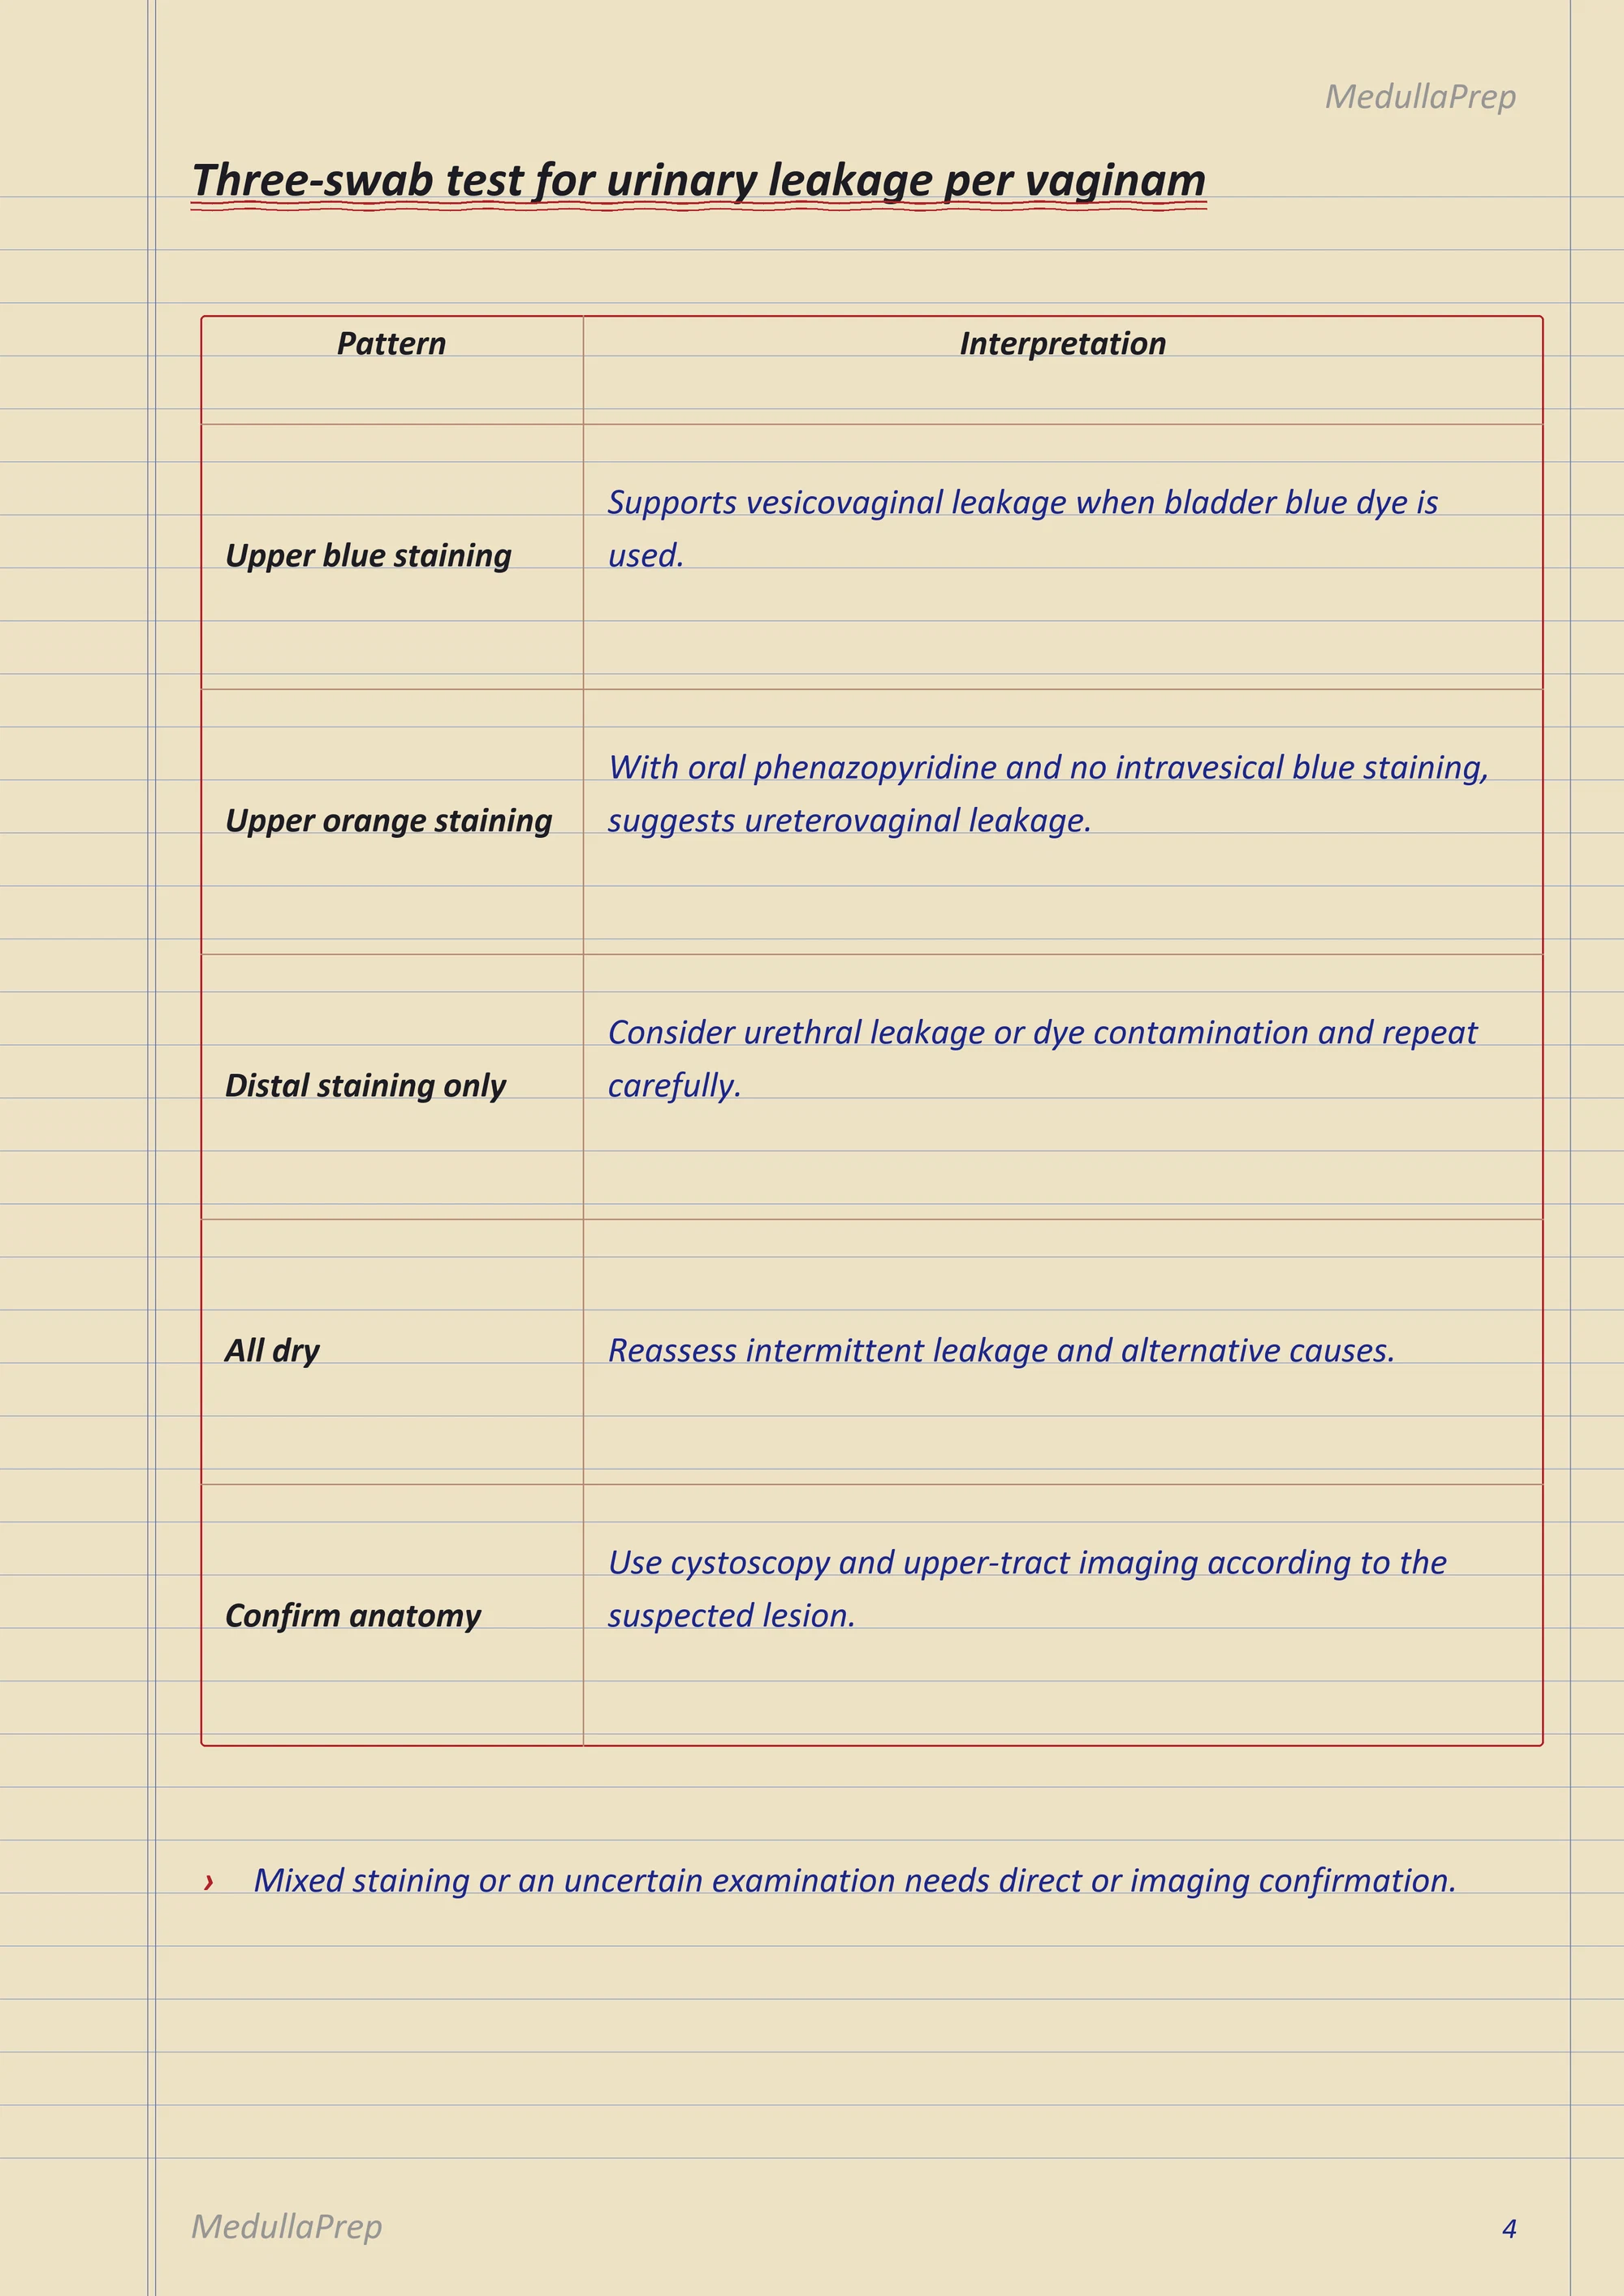 MedullaPrep
Three-swab test for urinary leakage per vaginam
Pattern
Interpretation
Upper blue staining
Supports vesicovaginal leakage when bladder blue dye is
used.
Upper orange staining
With oral phenazopyridine and no intravesical blue staining,
suggests ureterovaginal leakage.
Distal staining only
Consider urethral leakage or dye contamination and repeat
carefully.
All dry
Reassess intermittent leakage and alternative causes.
Confirm anatomy
Use cystoscopy and upper-tract imaging according to the
suspected lesion.
› Mixed staining or an uncertain examination needs direct or imaging confirmation.
MedullaPrep
4